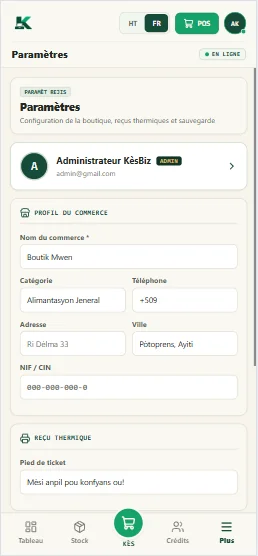 HT FR POS AK
Paramètres EN LIGNE
PARAMÈT REJIS
Paramètres
Configuration de la boutique, reçus thermiques et sauvegarde
A Administrateur KèsBiz ADMIN
admin@gmail.com
PROFIL DU COMMERCE
Nom du commerce *
Boutik Mwen
Catégorie Téléphone
Alimantasyon Jeneral +509
Adresse Ville
Ri Dèlma 33 Pòtoprens, Ayiti
NIF / CIN
000-000-000-0
REÇU THERMIQUE
Pied de ticket
Mèsi anpil pou konfyans ou!
Tableau Stock KÈS Crédits Plus